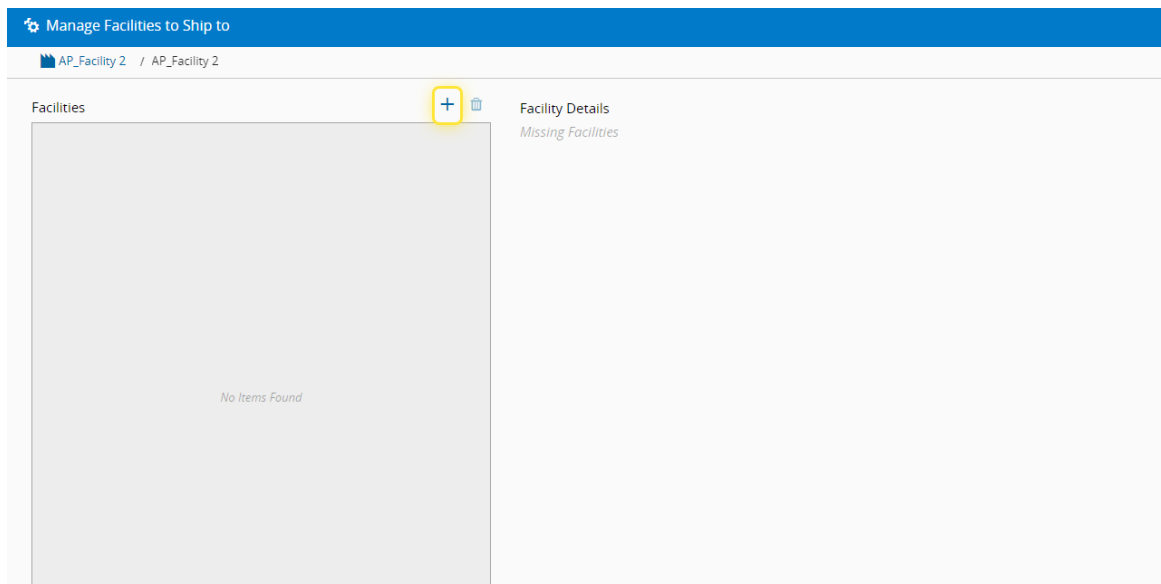 Manage Facilities to Ship to
AP_Facility 2 / AP_Facility 2
Facilities
Facility Details
Missing Facilities
No Items Found